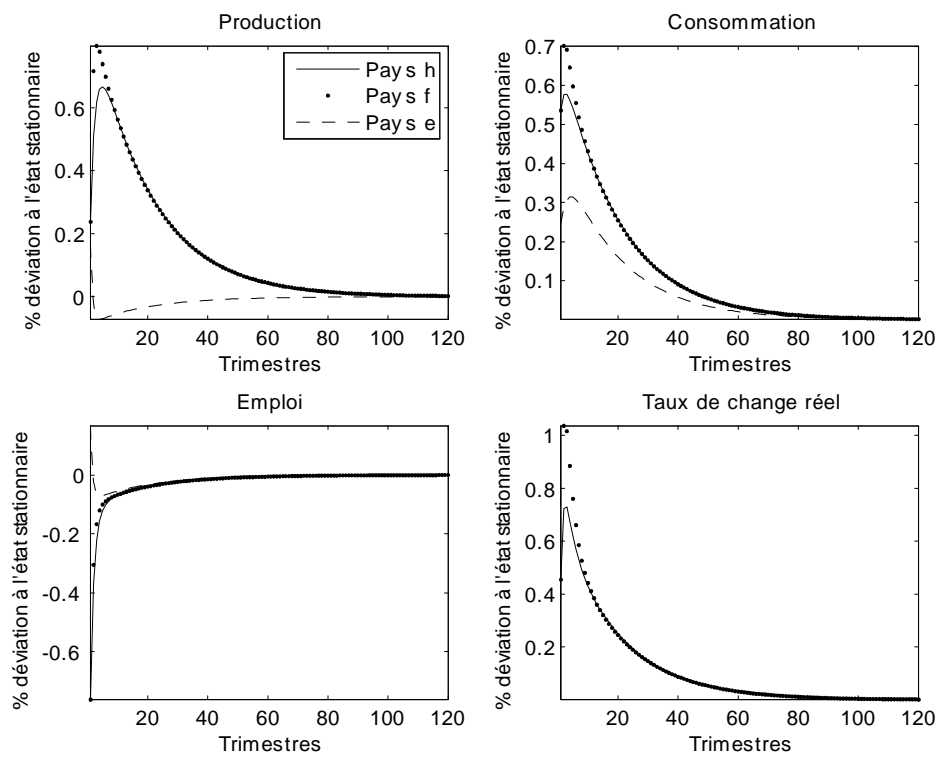 Production
% déviation à l'état stationnaire
0.6
0.4
0.2
0
Pays h
Pays f
Pays e
20 40 60 80 100 120
Trimestres
Consommation
% déviation à l'état stationnaire
0.7
0.6
0.5
0.4
0.3
0.2
0.1
20 40 60 80 100 120
Trimestres
Emploi
% déviation à l'état stationnaire
0
-0.2
-0.4
-0.6
20 40 60 80 100 120
Trimestres
Taux de change réel
% déviation à l'état stationnaire
1
0.8
0.6
0.4
0.2
20 40 60 80 100 120
Trimestres